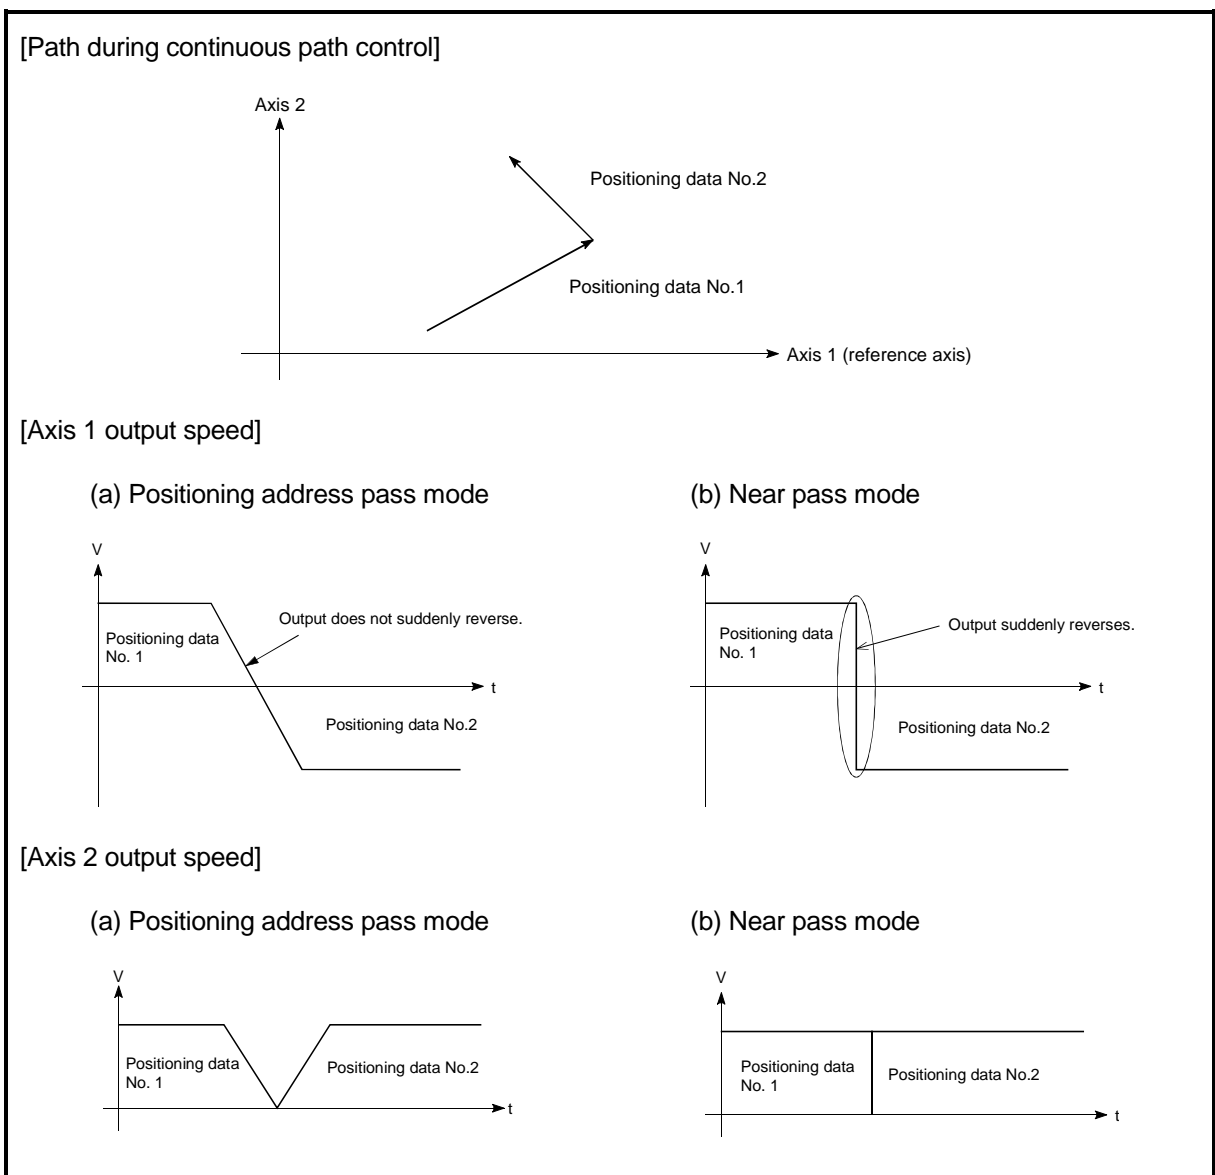 [Path during continuous path control]
Axis 2
Positioning data No.2
Positioning data No.1
Axis 1 (reference axis)
[Axis 1 output speed]
(a) Positioning address pass mode
V
Output does not suddenly reverse.
Positioning data
No. 1
t
Positioning data No.2
(b) Near pass mode
V
Output suddenly reverses.
Positioning data
No. 1
t
Positioning data No.2
[Axis 2 output speed]
(a) Positioning address pass mode
V
Positioning data
No. 1
Positioning data No.2
t
(b) Near pass mode
V
Positioning data
No. 1
Positioning data No.2
t